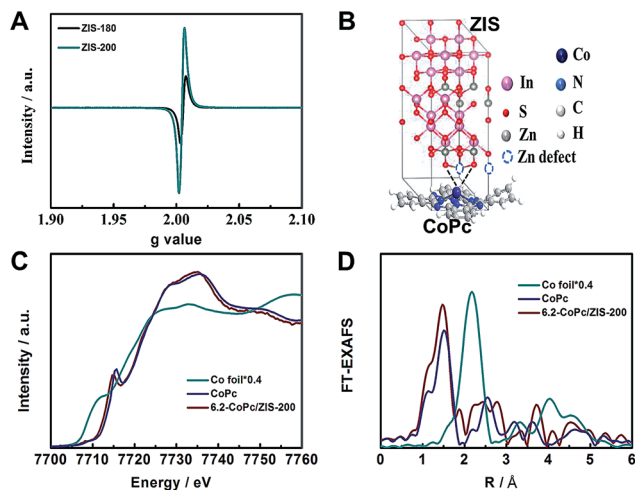 A
ZIS-180
ZIS-200
Intensity / a.u.
1.90 1.95 2.00 2.05 2.10
g value
B
ZIS
Co
In
N
S
C
Zn
H
Zn defect
CoPc
C
Co foil*0.4
CoPc
6.2-CoPc/ZIS-200
Intensity / a.u.
7700 7710 7720 7730 7740 7750 7760
Energy / eV
D
Co foil*0.4
CoPc
6.2-CoPc/ZIS-200
FT-EXAFS
0 1 2 3 4 5 6
R / Å